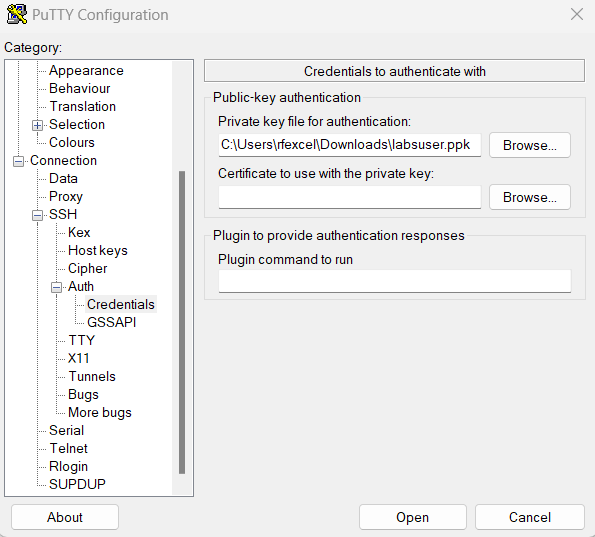 PuTTY Configuration
Category:
Appearance
Behaviour
Translation
Selection
Colours
Connection
Data
Proxy
SSH
Kex
Host keys
Cipher
Auth
Credentials
GSSAPI
TTY
X11
Tunnels
Bugs
More bugs
Serial
Telnet
Rlogin
SUPDUP
Credentials to authenticate with
Public-key authentication
Private key file for authentication:
C:\Users\rfexcel\Downloads\labsuser.ppk Browse...
Certificate to use with the private key:
Browse...
Plugin to provide authentication responses
Plugin command to run
About Open Cancel